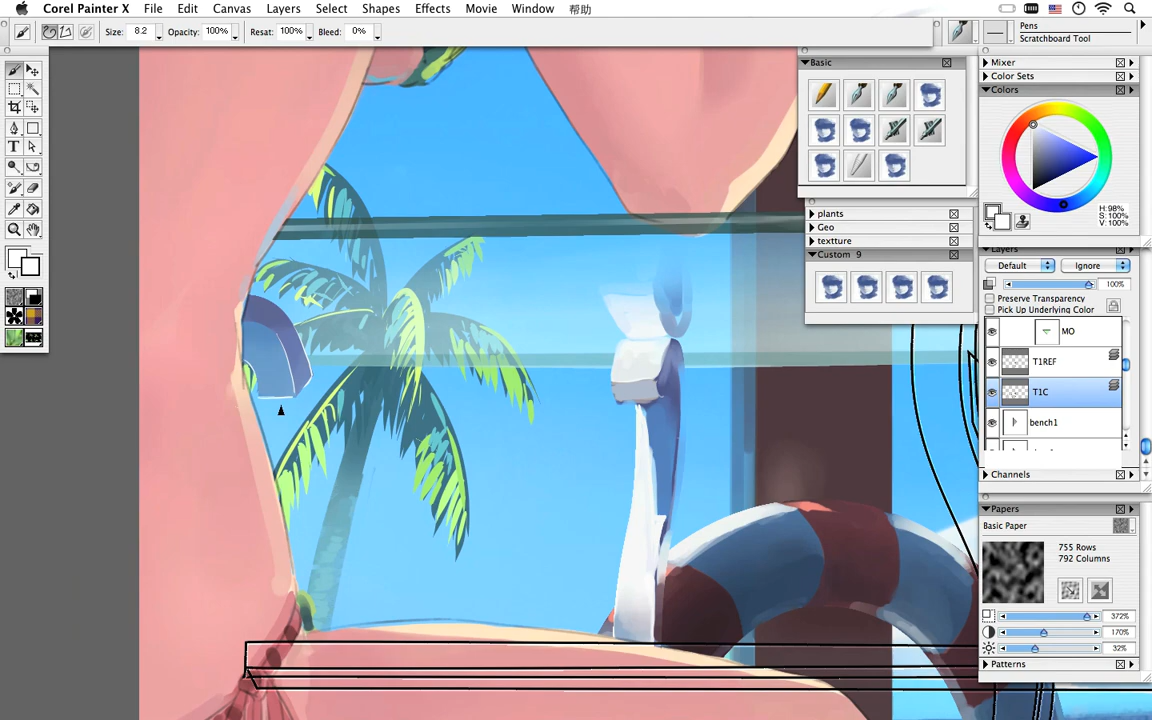 Corel Painter X File Edit Canvas Layers Select Shapes Effects Movie Window 帮助
Size: 8.2 Opacity: 100% Resat: 100% Bleed: 0%
Pens
Scratchboard Tool
Basic
Mixer
Color Sets
Colors
H:98%
S:100%
V:100%
plants
Geo
textture
Custom 9
Layers
Default Ignore
100%
Preserve Transparency
Pick Up Underlying Color
MO
T1REF
T1C
bench1
Channels
Papers
Basic Paper
755 Rows
792 Columns
372%
170%
32%
Patterns
T